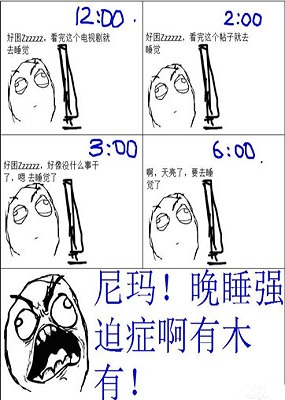 12:00
好困Zzzzzz，看完这个电视剧就
去睡觉
2:00
好困Zzzzzz，看完这个帖子就去
睡觉
3:00
好困Zzzzzz，好像没什么事干
了，嗯 去睡觉了
6:00
啊，天亮了，要去睡
觉了
尼玛！晚睡强
迫症啊有木
有！